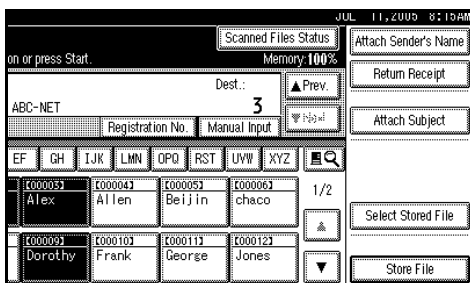 JUL 11,2005 8:15AM
Scanned Files Status
Attach Sender's Name
on or press Start.
Memory:100%
Return Receipt
Dest.:
▲Prev.
ABC-NET
3
Attach Subject
Registration No.
Manual Input
EF GH IJK LMN OPQ RST UVW XYZ
[00003] [00004] [00005] [00006]
Alex Allen Beijin chaco
1/2
Select Stored File
[00009] [00010] [00011] [00012]
Dorothy Frank George Jones
▼
Store File